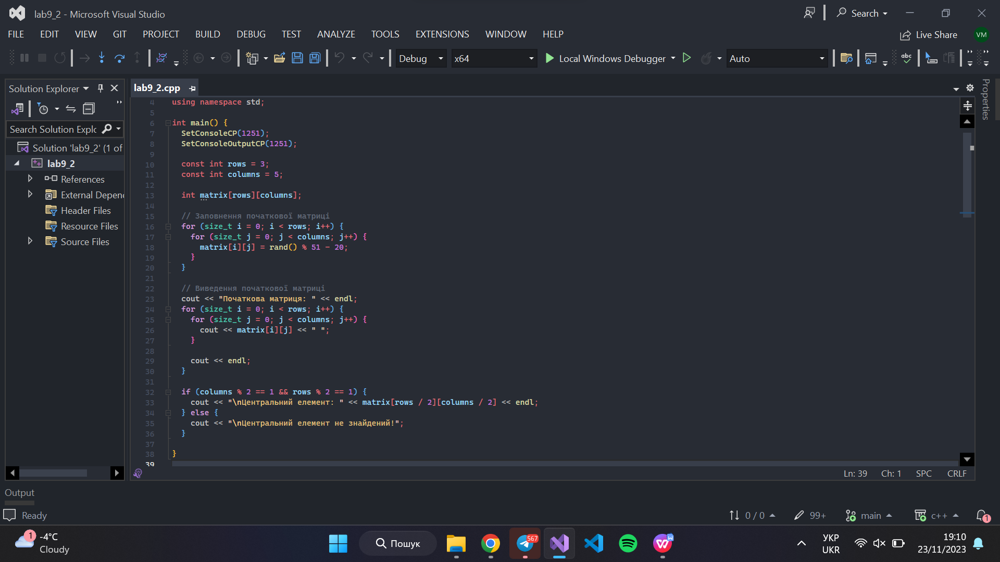 lab9_2 - Microsoft Visual Studio
Search
FILE EDIT VIEW GIT PROJECT BUILD DEBUG TEST ANALYZE TOOLS EXTENSIONS WINDOW HELP
Live Share
VM
Debug
x64
Local Windows Debugger
Auto
abc
Solution Explorer
Search Solution Explc
Solution 'lab9_2' (1 of
lab9_2
References
External Depen
Header Files
Resource Files
Source Files
lab9_2.cpp
Properties
4 using namespace std;
5
6 int main() {
7 SetConsoleCP(1251);
8 SetConsoleOutputCP(1251);
9
10 const int rows = 3;
11 const int columns = 5;
12
13 int matrix[rows][columns];
14
15 // Заповнення початкової матриці
16 for (size_t i = 0; i < rows; i++) {
17 for (size_t j = 0; j < columns; j++) {
18 matrix[i][j] = rand() % 51 - 20;
19 }
20 }
21
22 // Виведення початкової матриці
23 cout << "Початкова матриця: " << endl;
24 for (size_t i = 0; i < rows; i++) {
25 for (size_t j = 0; j < columns; j++) {
26 cout << matrix[i][j] << " ";
27 }
28
29 cout << endl;
30 }
31
32 if (columns % 2 == 1 && rows % 2 == 1) {
33 cout << "\nЦентральний елемент: " << matrix[rows / 2][columns / 2] << endl;
34 } else {
35 cout << "\nЦентральний елемент не знайдений!";
36 }
37
38 }
39
Ln: 39 Ch: 1 SPC CRLF
Output
Ready
0 / 0 99+ main c++ 1
1
-4°C
Cloudy
Пошук
567
W
УКР
UKR
19:10
23/11/2023